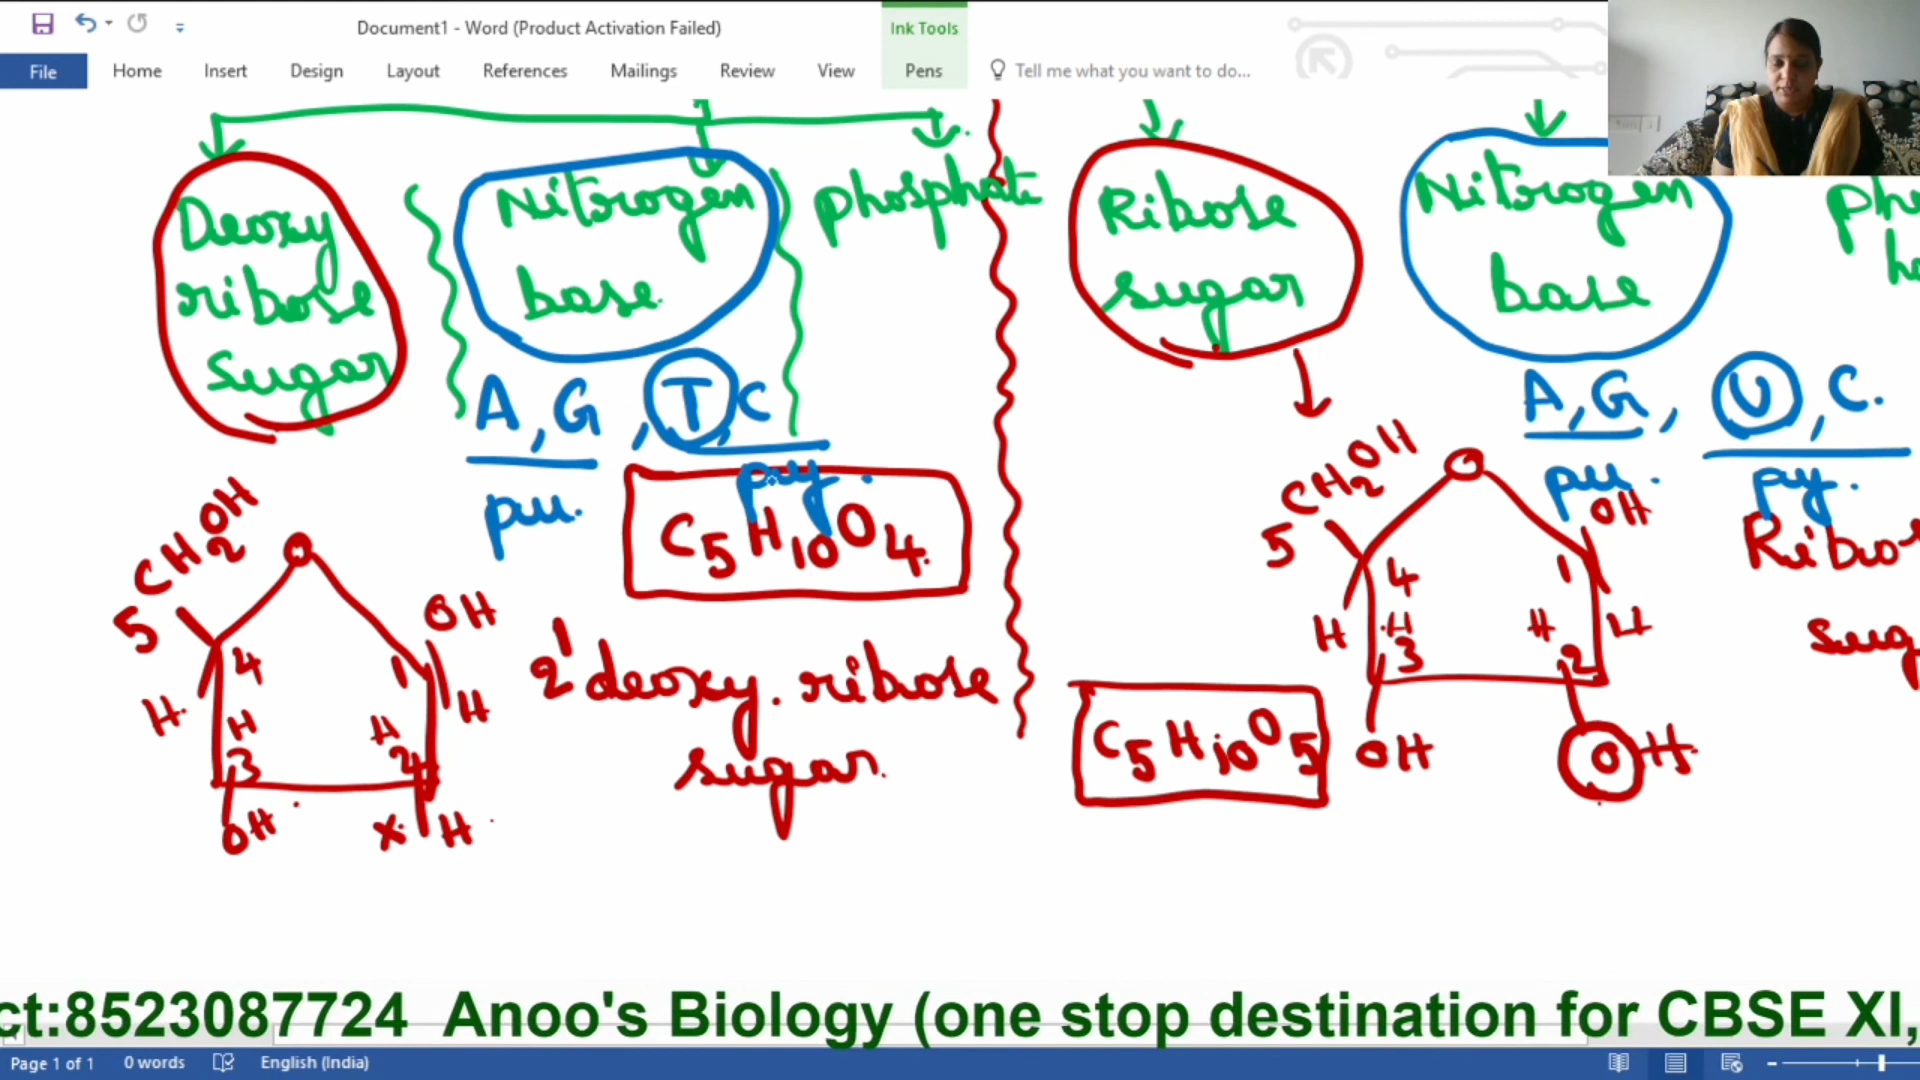 Document1 - Word (Product Activation Failed)
Ink Tools
File Home Insert Design Layout References Mailings Review View Pens Tell me what you want to do...
Deoxy
ribose
sugar
Nitrogen
base.
phosphate
A, G, T, C
pu.
py.
C5H10O4.
CH2OH
5
4
H.
H
3
OH
O
OH
1
H
H
2
x.
H
2' deoxy. ribose
sugar.
Ribose
sugar
Nitrogen
base
A, G, U, C.
pu.
py.
CH2OH
5
4
H
H
3
OH
O
OH
1
H
H
2
OH
C5H10O5
ct:8523087724 Anoo's Biology (one stop destination for CBSE XI,
Page 1 of 1 0 words English (India)